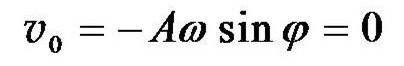 v₀ = −Aω sin φ = 0